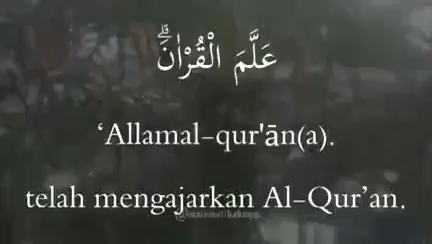 عَلَّمَ الْقُرْاٰنَۗ
‘Allamal-qur'ān(a).
telah mengajarkan Al-Qur’an.